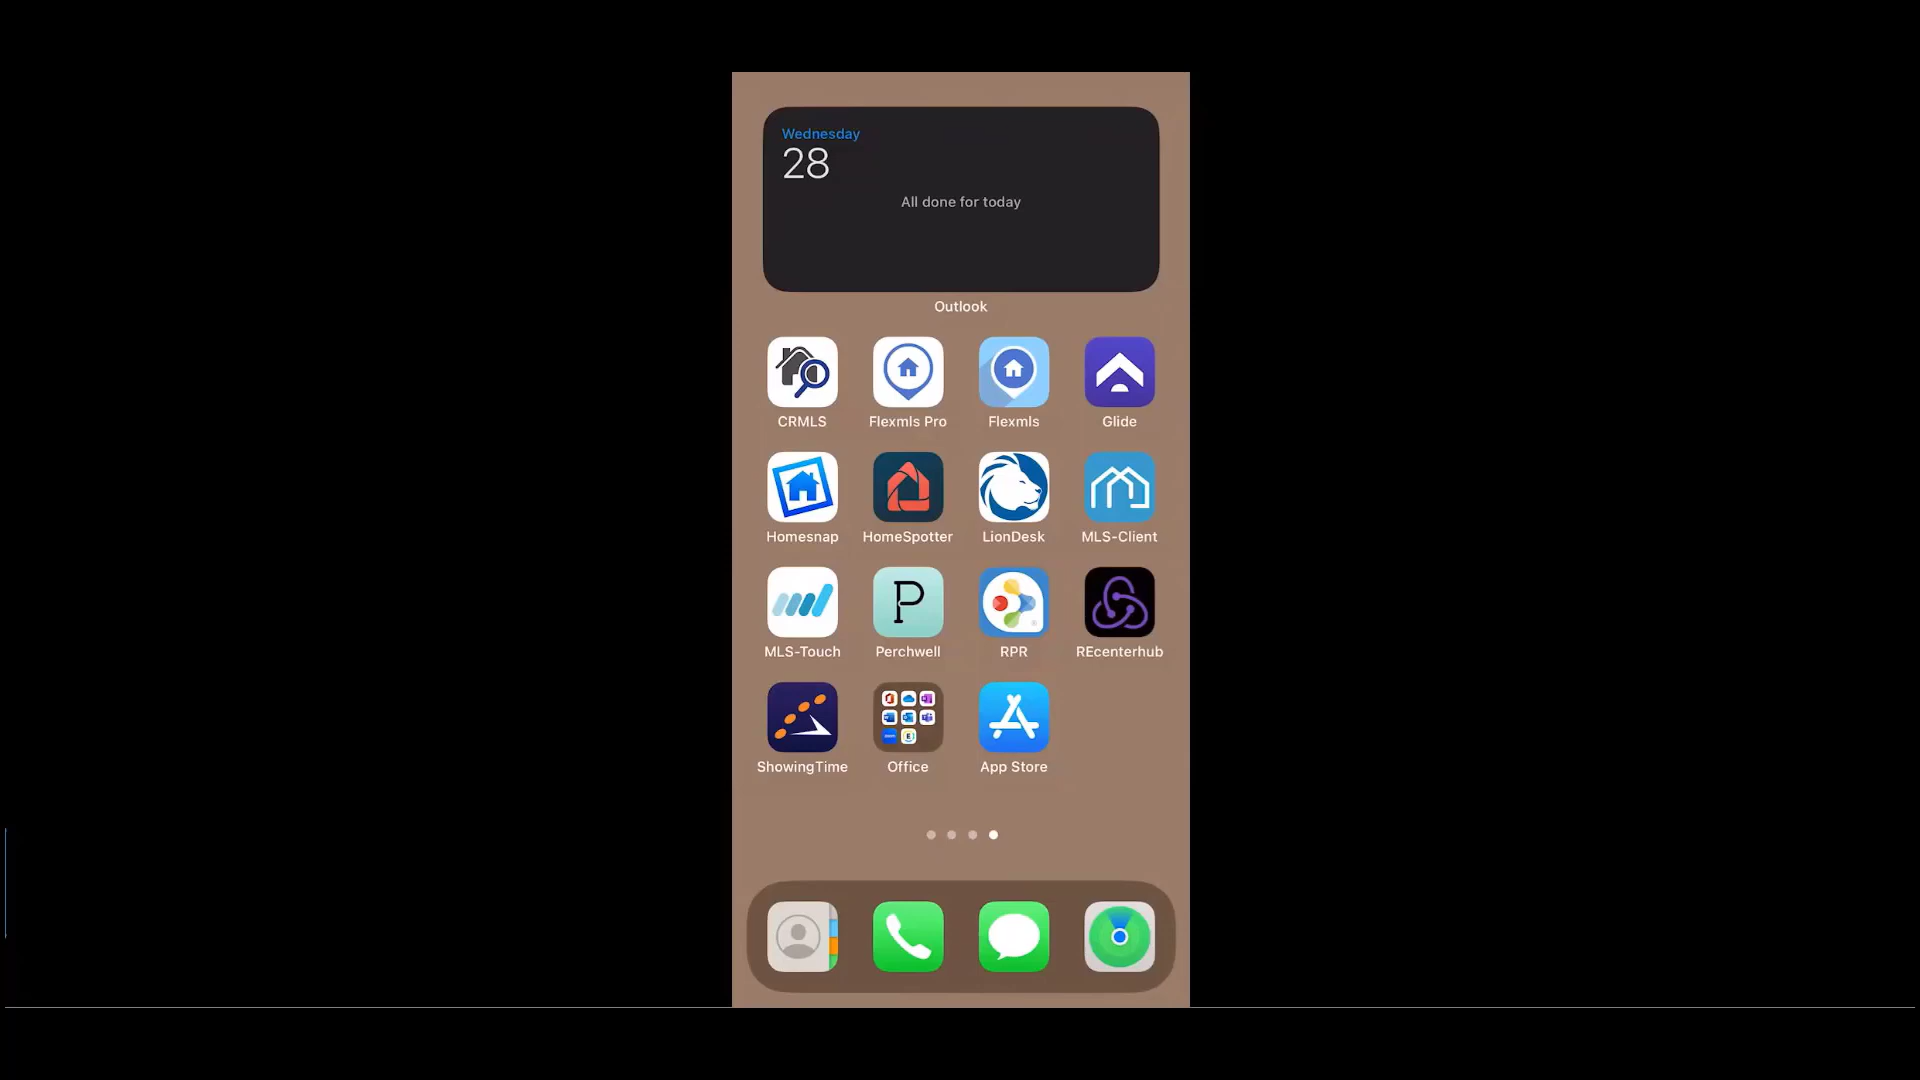 Wednesday
28
All done for today
Outlook
CRMLS
Flexmls Pro
Flexmls
Glide
Homesnap
HomeSpotter
LionDesk
MLS-Client
MLS-Touch
Perchwell
RPR
REcenterhub
ShowingTime
Office
App Store